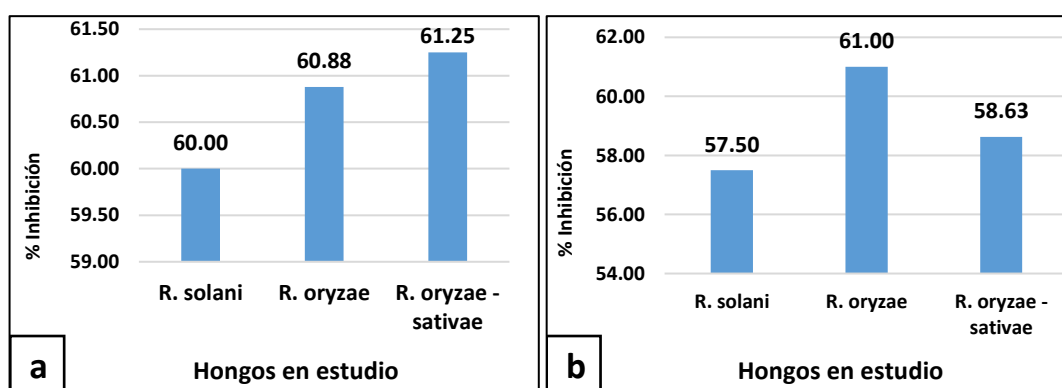 61.50
61.00
60.50
60.00
59.50
59.00
% Inhibición
60.00
60.88
61.25
R. solani
R. oryzae
R. oryzae -
sativae
Hongos en estudio
a
62.00
60.00
58.00
56.00
54.00
% Inhibición
57.50
61.00
58.63
R. solani
R. oryzae
R. oryzae -
sativae
Hongos en estudio
b